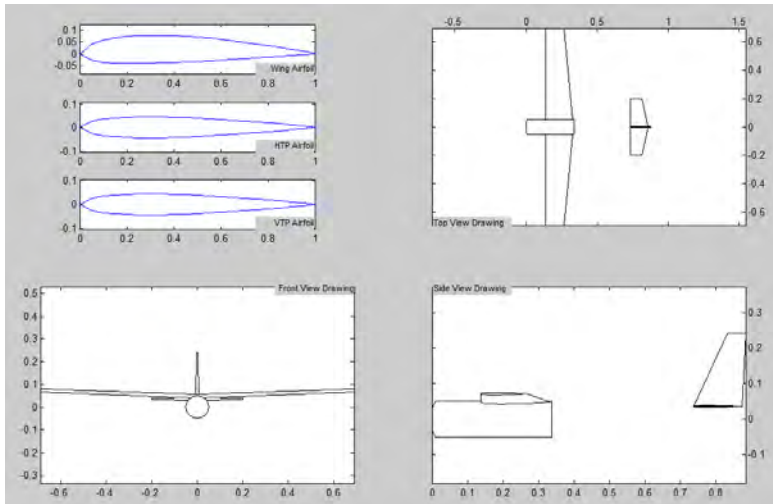 0.1
0.05
0
-0.05
Wing Airfoil
0 0.2 0.4 0.6 0.8 1
0.1
0
-0.1
HTP Airfoil
0 0.2 0.4 0.6 0.8 1
0.1
0
-0.1
VTP Airfoil
0 0.2 0.4 0.6 0.8 1
-0.5 0 0.5 1 1.5
0.6
0.4
0.2
0
-0.2
-0.4
-0.6
Top View Drawing
Front View Drawing
0.5
0.4
0.3
0.2
0.1
0
-0.1
-0.2
-0.3
-0.6 -0.4 -0.2 0 0.2 0.4 0.6
Side View Drawing
0.3
0.2
0.1
0
-0.1
0 0.1 0.2 0.3 0.4 0.5 0.6 0.7 0.8